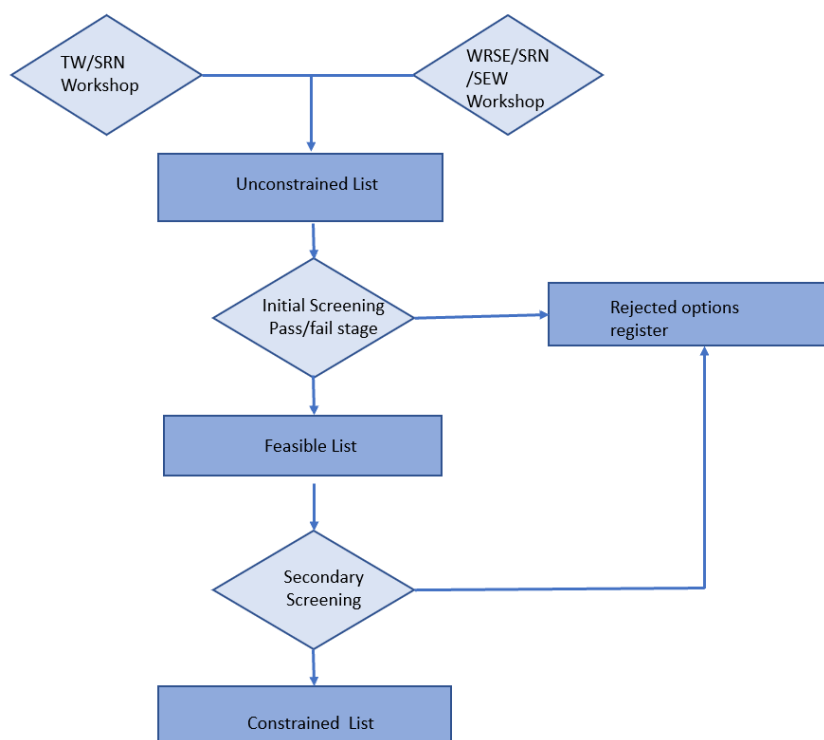 TW/SRN
Workshop
WRSE/SRN
/SEW
Workshop
Unconstrained List
Initial Screening
Pass/fail stage
Rejected options
register
Feasible List
Secondary
Screening
Constrained List